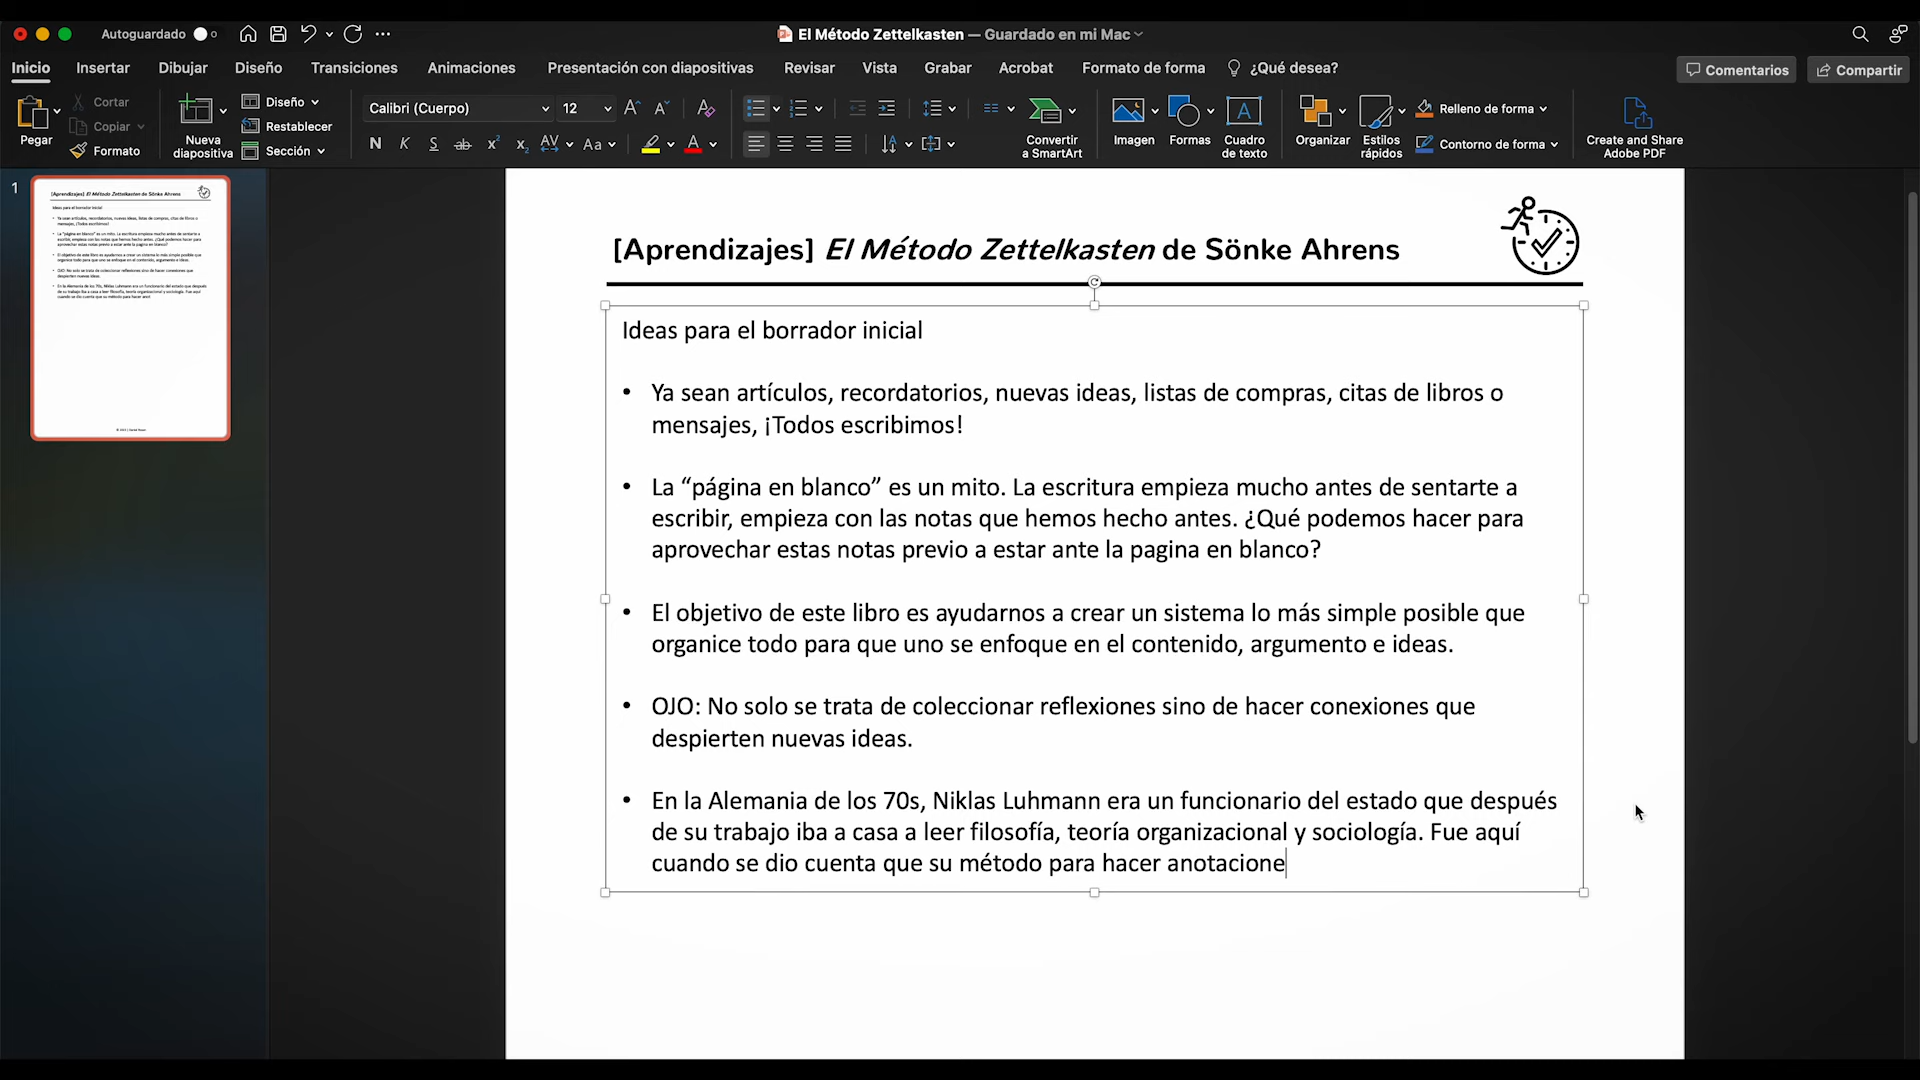 Autoguardado
El Método Zettelkasten — Guardado en mi Mac
Inicio Insertar Dibujar Diseño Transiciones Animaciones Presentación con diapositivas Revisar Vista Grabar Acrobat Formato de forma ¿Qué desea? Comentarios Compartir
Pegar
Cortar
Copiar
Formato
Nueva diapositiva
Diseño
Restablecer
Sección
Calibri (Cuerpo) 12
N K S ab x² x₂ AV Aa A
Convertir a SmartArt
Imagen
Formas
Cuadro de texto
Organizar
Estilos rápidos
Relleno de forma
Contorno de forma
Create and Share Adobe PDF
1
[Aprendizajes] El Método Zettelkasten de Sönke Ahrens
Ideas para el borrador inicial
• Ya sean artículos, recordatorios, nuevas ideas, listas de compras, citas de libros o
mensajes, ¡Todos escribimos!
• La “página en blanco” es un mito. La escritura empieza mucho antes de sentarte a
escribir, empieza con las notas que hemos hecho antes. ¿Qué podemos hacer para
aprovechar estas notas previo a estar ante la pagina en blanco?
• El objetivo de este libro es ayudarnos a crear un sistema lo más simple posible que
organice todo para que uno se enfoque en el contenido, argumento e ideas.
• OJO: No solo se trata de coleccionar reflexiones sino de hacer conexiones que
despierten nuevas ideas.
• En la Alemania de los 70s, Niklas Luhmann era un funcionario del estado que después
de su trabajo iba a casa a leer filosofía, teoría organizacional y sociología. Fue aquí
cuando se dio cuenta que su método para hacer anotacione